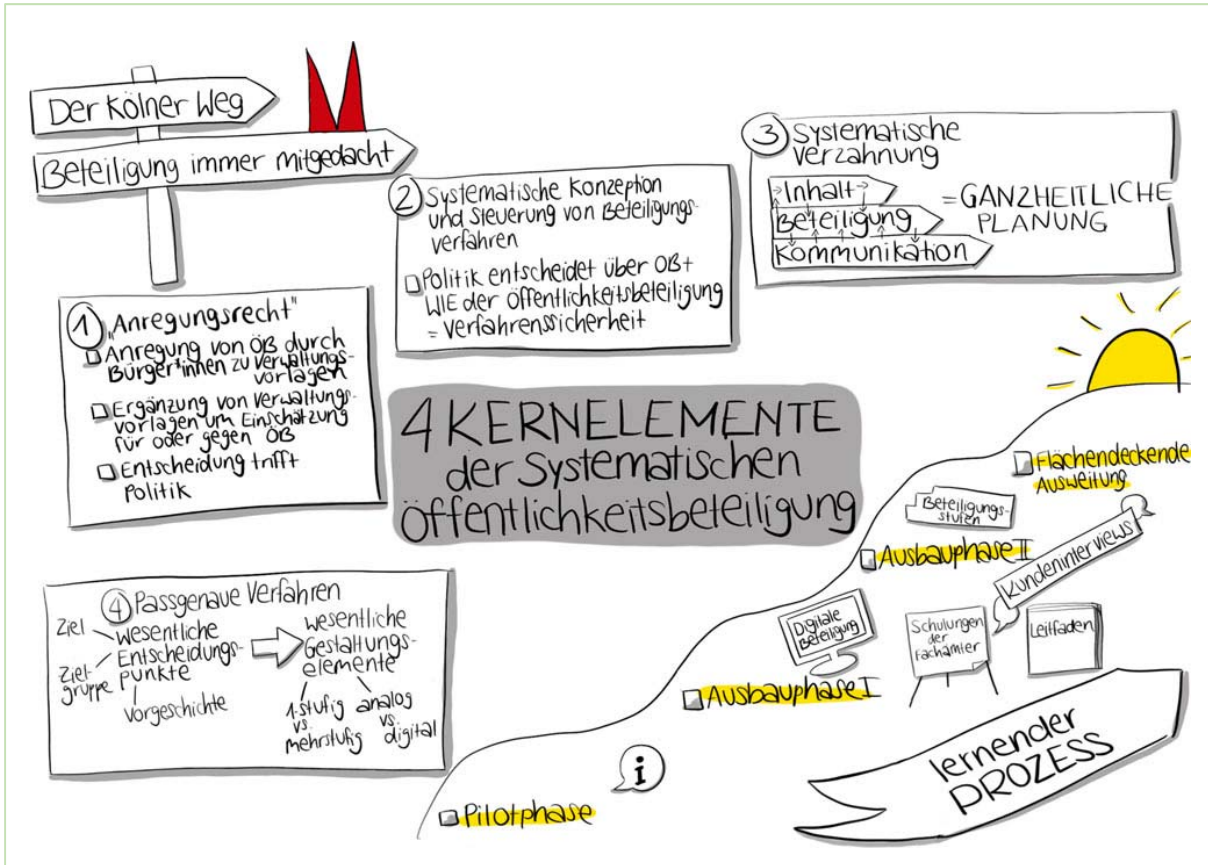 Der Kölner Weg
Beteiligung immer mitgedacht
① "Anregungsrecht"
Anregung von ÖB durch
Bürger*innen zu Verwaltungs-
vorlagen
Ergänzung von Verwaltungs-
vorlagen um Einschätzung
für oder gegen ÖB
Entscheidung trifft
Politik
② Systematische Konzeption
und Steuerung von Beteiligungs-
verfahren
Politik entscheidet über OB+
WIE der Öffentlichkeitsbeteiligung
= Verfahrenssicherheit
③ Systematische
Verzahnung
Inhalt
Beteiligung
Kommunikation
= GANZHEITLICHE
PLANUNG
4 KERNELEMENTE
der Systematischen
Öffentlichkeitsbeteiligung
④ Passgenaue Verfahren
Ziel
Ziel-
gruppe
wesentliche
Entscheidungs-
punkte
Vorgeschichte
wesentliche
Gestaltungs-
elemente
1-stufig
vs.
mehrstufig
analog
vs.
digital
Pilotphase
i
Ausbauphase I
Digitale
Beteiligung
Ausbauphase II
Beteiligungs-
stufen
Schulungen
der
Fachämter
Kundeninterviews
Leitfaden
Flächendeckende
Ausweitung
lernender
PROZESS